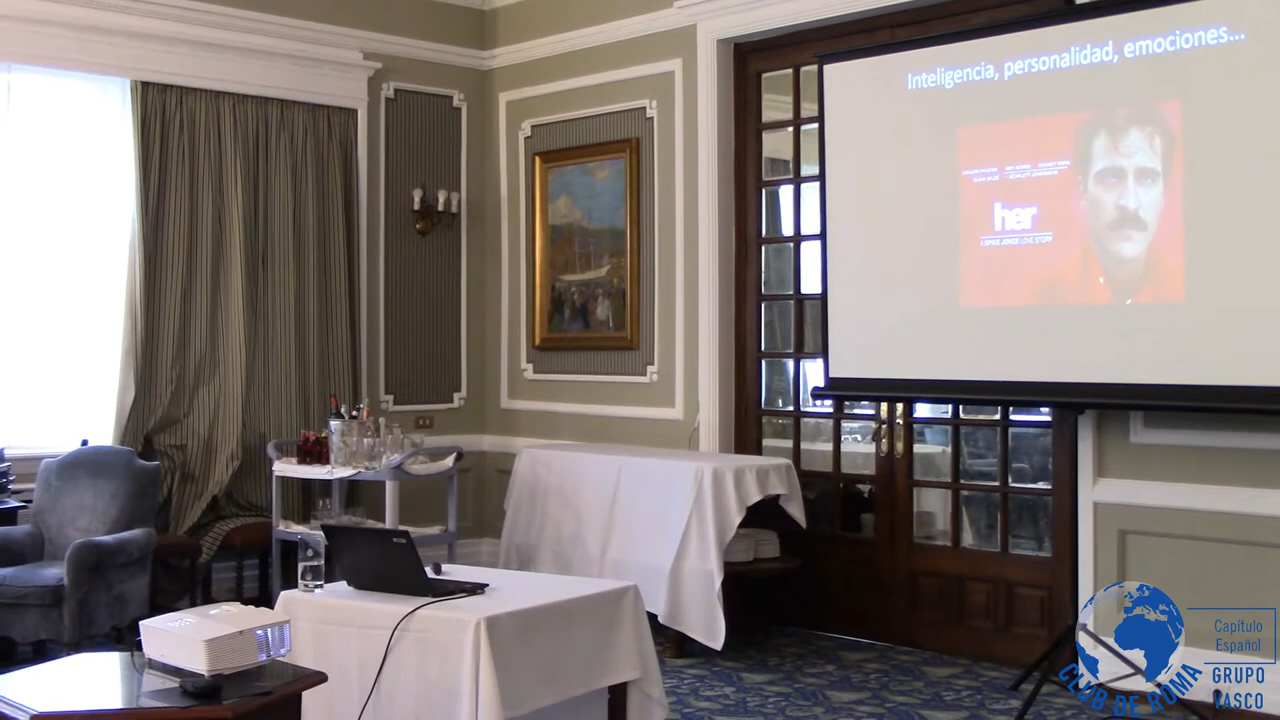 Inteligencia, personalidad, emociones...
her
A SPIKE JONZE LOVE STORY
Capítulo
Español
GRUPO
VASCO
CLUB DE ROMA